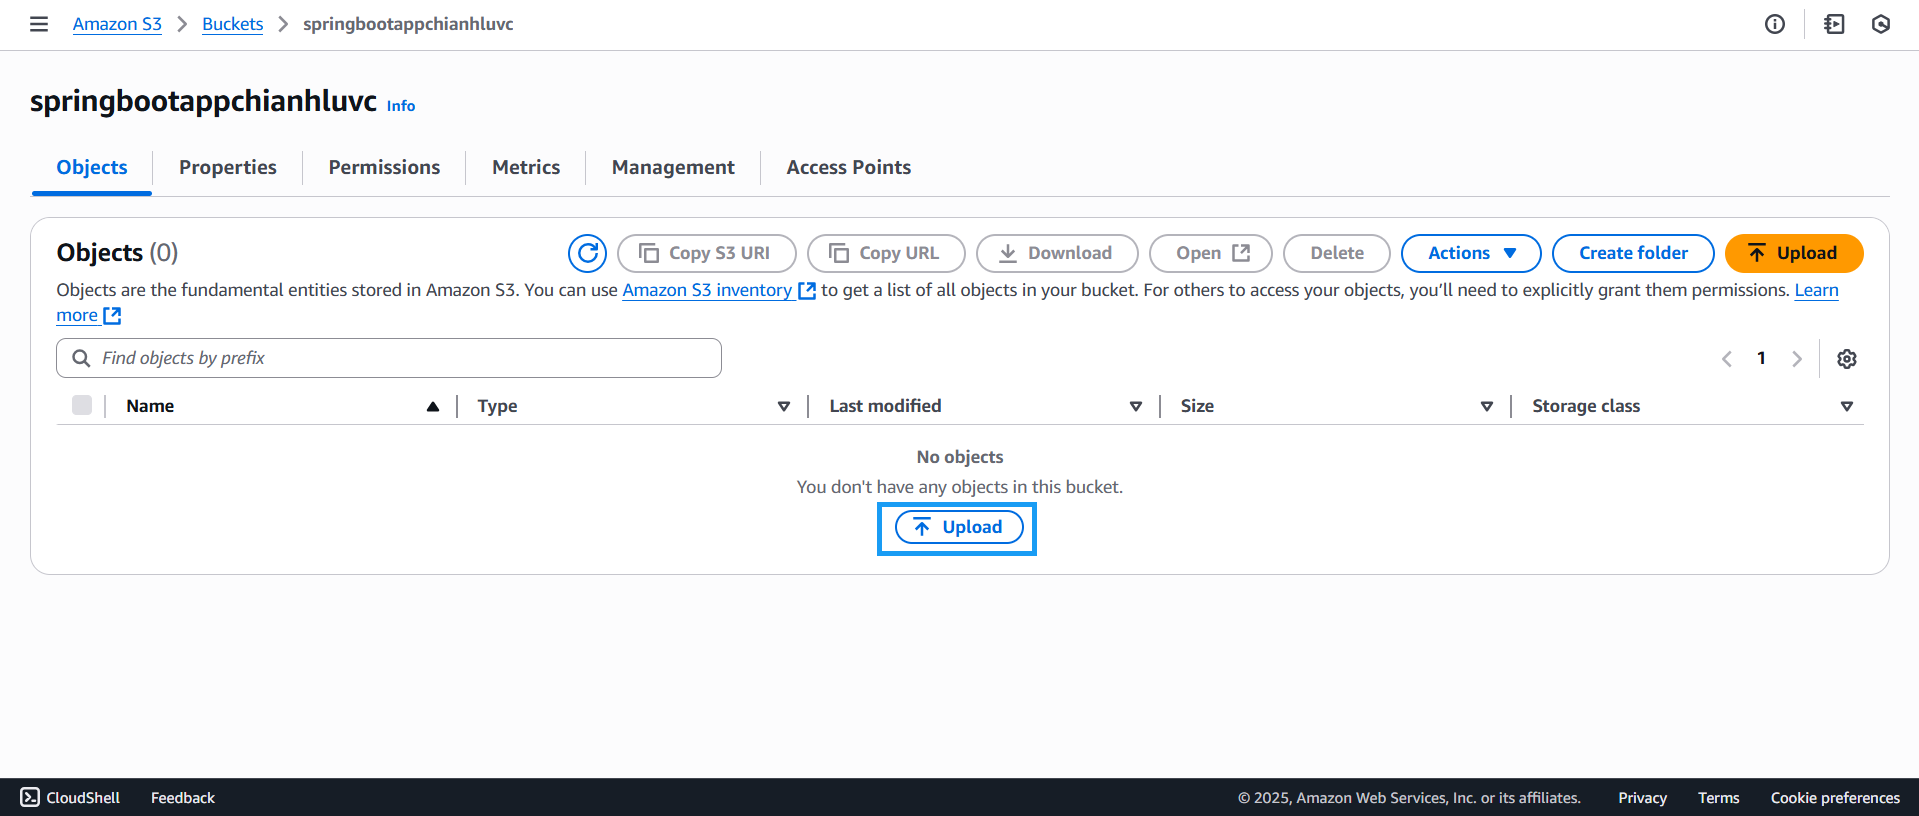 Amazon S3 > Buckets > springbootappchianhluvc
springbootappchianhluvc Info
Objects Properties Permissions Metrics Management Access Points
Objects (0) Copy S3 URI Copy URL Download Open Delete Actions Create folder Upload
Objects are the fundamental entities stored in Amazon S3. You can use Amazon S3 inventory to get a list of all objects in your bucket. For others to access your objects, you’ll need to explicitly grant them permissions. Learn
more
Find objects by prefix 1
Name Type Last modified Size Storage class
No objects
You don't have any objects in this bucket.
Upload
CloudShell Feedback © 2025, Amazon Web Services, Inc. or its affiliates. Privacy Terms Cookie preferences